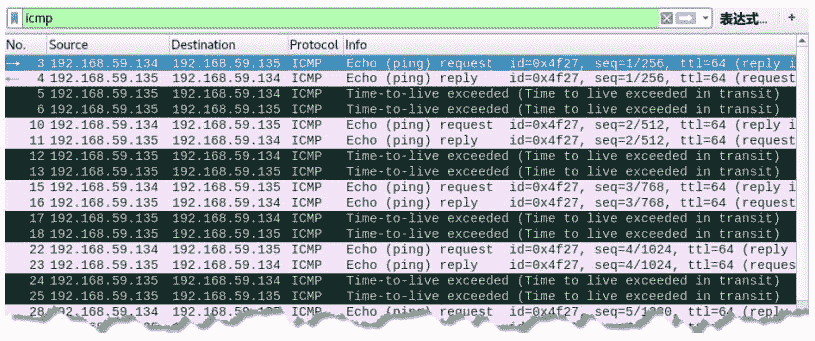 icmp 表达式... +
No. Source Destination Protocol Info
3 192.168.59.134 192.168.59.135 ICMP Echo (ping) request id=0x4f27, seq=1/256, ttl=64 (reply i
4 192.168.59.135 192.168.59.134 ICMP Echo (ping) reply id=0x4f27, seq=1/256, ttl=64 (request
5 192.168.59.135 192.168.59.134 ICMP Time-to-live exceeded (Time to live exceeded in transit)
6 192.168.59.135 192.168.59.134 ICMP Time-to-live exceeded (Time to live exceeded in transit)
10 192.168.59.134 192.168.59.135 ICMP Echo (ping) request id=0x4f27, seq=2/512, ttl=64 (reply i
11 192.168.59.135 192.168.59.134 ICMP Echo (ping) reply id=0x4f27, seq=2/512, ttl=64 (request
12 192.168.59.135 192.168.59.134 ICMP Time-to-live exceeded (Time to live exceeded in transit)
13 192.168.59.135 192.168.59.134 ICMP Time-to-live exceeded (Time to live exceeded in transit)
15 192.168.59.134 192.168.59.135 ICMP Echo (ping) request id=0x4f27, seq=3/768, ttl=64 (reply i
16 192.168.59.135 192.168.59.134 ICMP Echo (ping) reply id=0x4f27, seq=3/768, ttl=64 (request
17 192.168.59.135 192.168.59.134 ICMP Time-to-live exceeded (Time to live exceeded in transit)
18 192.168.59.135 192.168.59.134 ICMP Time-to-live exceeded (Time to live exceeded in transit)
22 192.168.59.134 192.168.59.135 ICMP Echo (ping) request id=0x4f27, seq=4/1024, ttl=64 (reply
23 192.168.59.135 192.168.59.134 ICMP Echo (ping) reply id=0x4f27, seq=4/1024, ttl=64 (reques
24 192.168.59.135 192.168.59.134 ICMP Time-to-live exceeded (Time to live exceeded in transit)
25 192.168.59.135 192.168.59.134 ICMP Time-to-live exceeded (Time to live exceeded in transit)
28 192.168.59.134 192.168.59.135 ICMP Echo (ping) request id=0x4f27, ttl=64 (reply